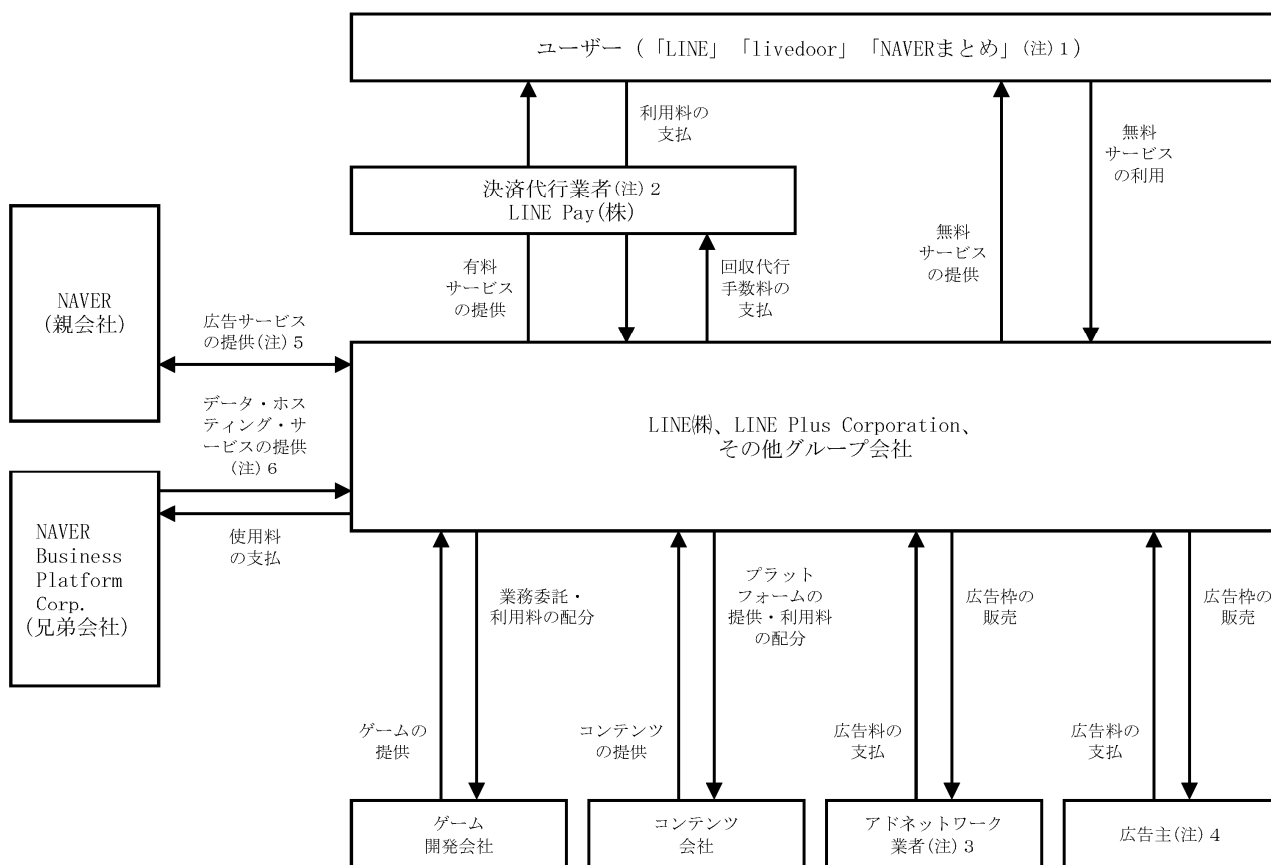 ユーザー（「LINE」「livedoor」「NAVERまとめ」(注)1）
利用料の
支払
無料
サービス
の利用
決済代行業者(注)2
LINE Pay(株)
有料
サービス
の提供
回収代行
手数料の
支払
無料
サービス
の提供
NAVER
(親会社)
広告サービス
の提供(注)5
データ・ホス
ティング・サ
ービスの提供
(注)6
LINE㈱、LINE Plus Corporation、
その他グループ会社
NAVER
Business
Platform
Corp.
(兄弟会社)
使用料
の支払
業務委託・
利用料の配分
プラット
フォームの
提供・利用料
の配分
広告枠の
販売
広告枠の
販売
ゲームの
提供
コンテンツ
の提供
広告料の
支払
広告料の
支払
ゲーム
開発会社
コンテンツ
会社
アドネットワーク
業者(注)3
広告主(注)4